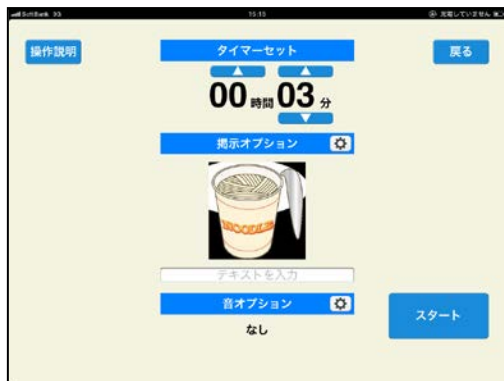 SoftBank 3G
15:15
充電していません
操作説明
タイマーセット
戻る
00 時間 03 分
掲示オプション
NOODLE
テキストを入力
音オプション
なし
スタート